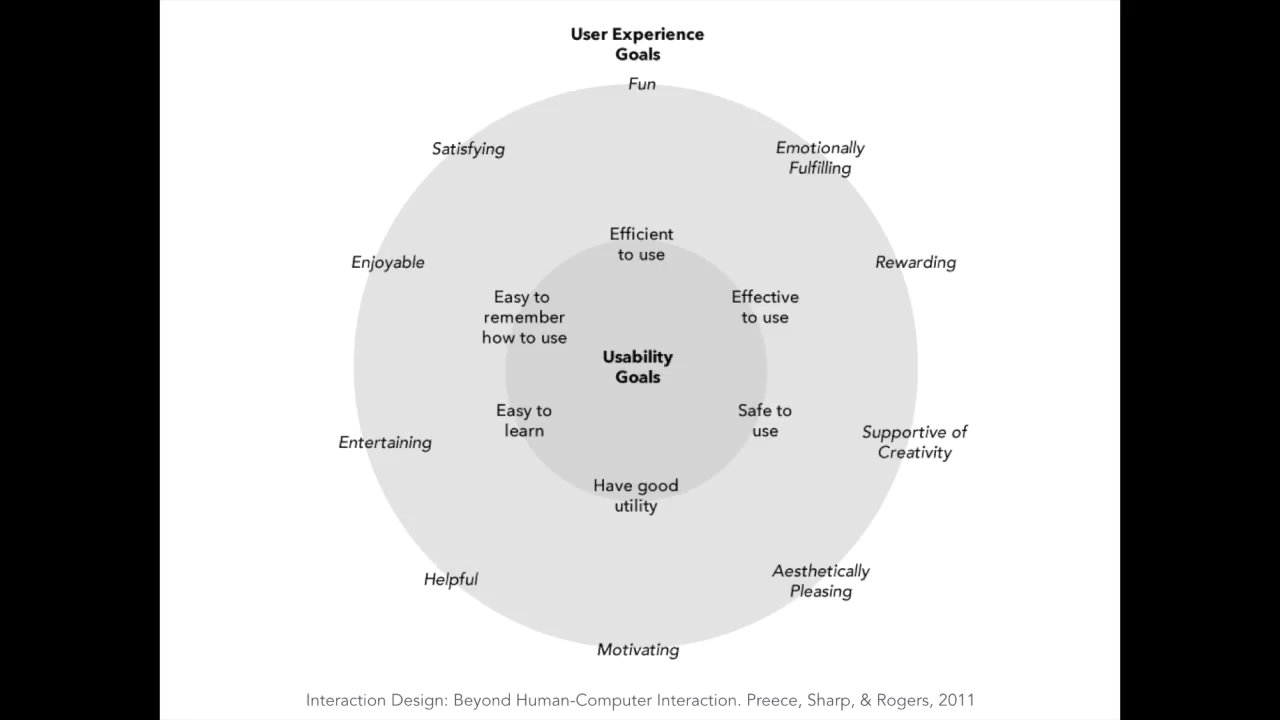 User Experience
Goals
Fun
Satisfying
Emotionally
Fulfilling
Efficient
to use
Enjoyable
Rewarding
Easy to
remember
how to use
Effective
to use
Usability
Goals
Easy to
learn
Safe to
use
Entertaining
Supportive of
Creativity
Have good
utility
Helpful
Aesthetically
Pleasing
Motivating
Interaction Design: Beyond Human-Computer Interaction. Preece, Sharp, & Rogers, 2011